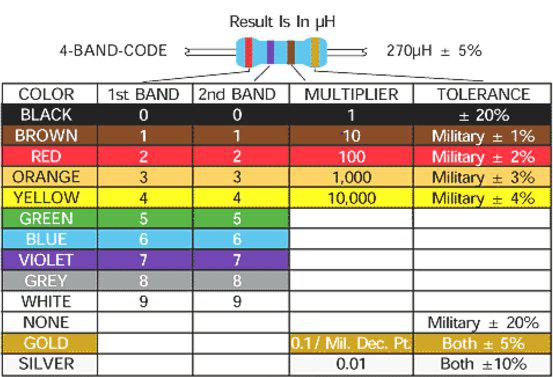 Result Is In µH
4-BAND-CODE 270µH ± 5%
COLOR 1st BAND 2nd BAND MULTIPLIER TOLERANCE
BLACK 0 0 1 ± 20%
BROWN 1 1 10 Military ± 1%
RED 2 2 100 Military ± 2%
ORANGE 3 3 1,000 Military ± 3%
YELLOW 4 4 10,000 Military ± 4%
GREEN 5 5
BLUE 6 6
VIOLET 7 7
GREY 8 8
WHITE 9 9
NONE Military ± 20%
GOLD 0.1/ Mil. Dec. Pt. Both ± 5%
SILVER 0.01 Both ±10%